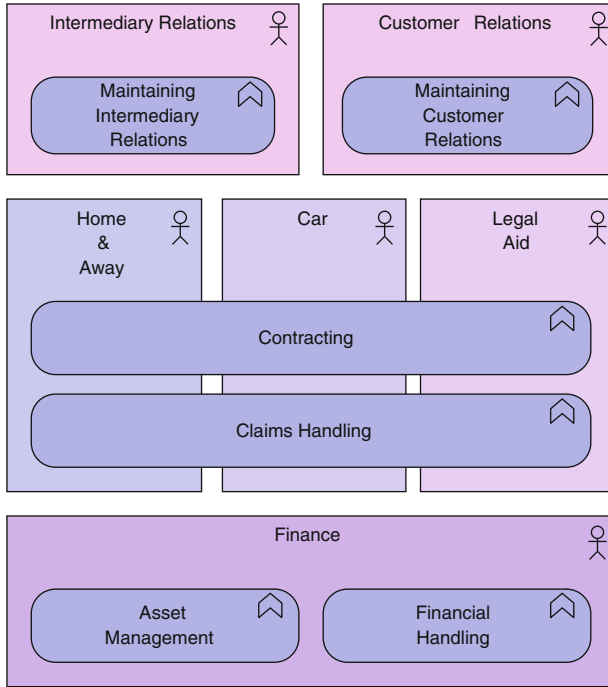 Intermediary Relations
Maintaining
Intermediary
Relations
Customer Relations
Maintaining
Customer
Relations
Home
&
Away
Car
Legal
Aid
Contracting
Claims Handling
Finance
Asset
Management
Financial
Handling